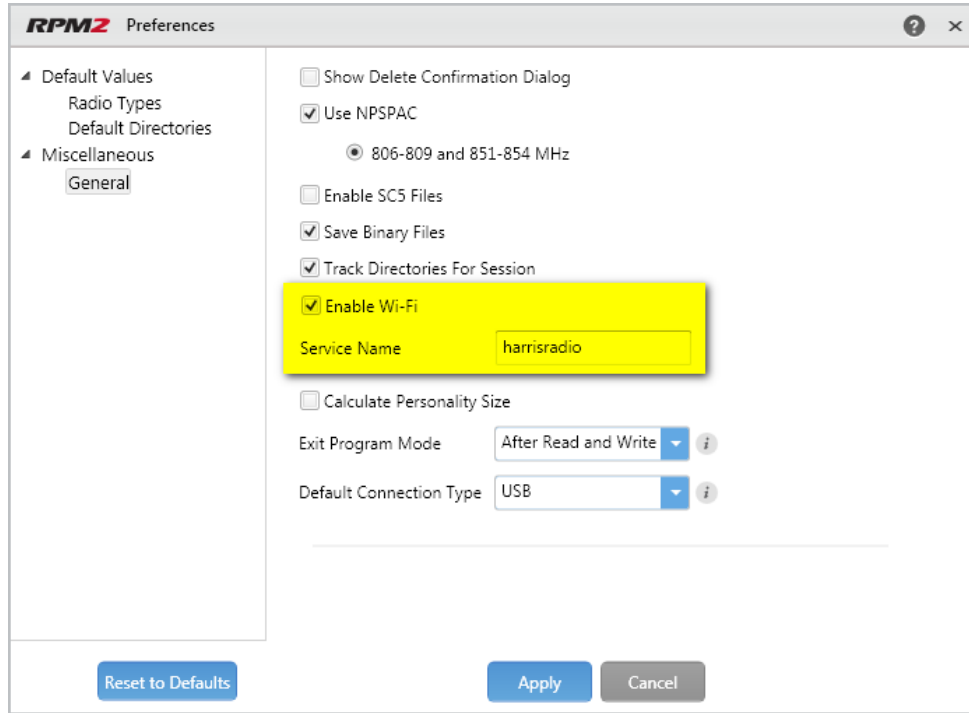 RPM2 Preferences
Default Values
Radio Types
Default Directories
Miscellaneous
General
Show Delete Confirmation Dialog
Use NPSPAC
806-809 and 851-854 MHz
Enable SC5 Files
Save Binary Files
Track Directories For Session
Enable Wi-Fi
Service Name harrisradio
Calculate Personality Size
Exit Program Mode After Read and Write i
Default Connection Type USB i
Reset to Defaults Apply Cancel